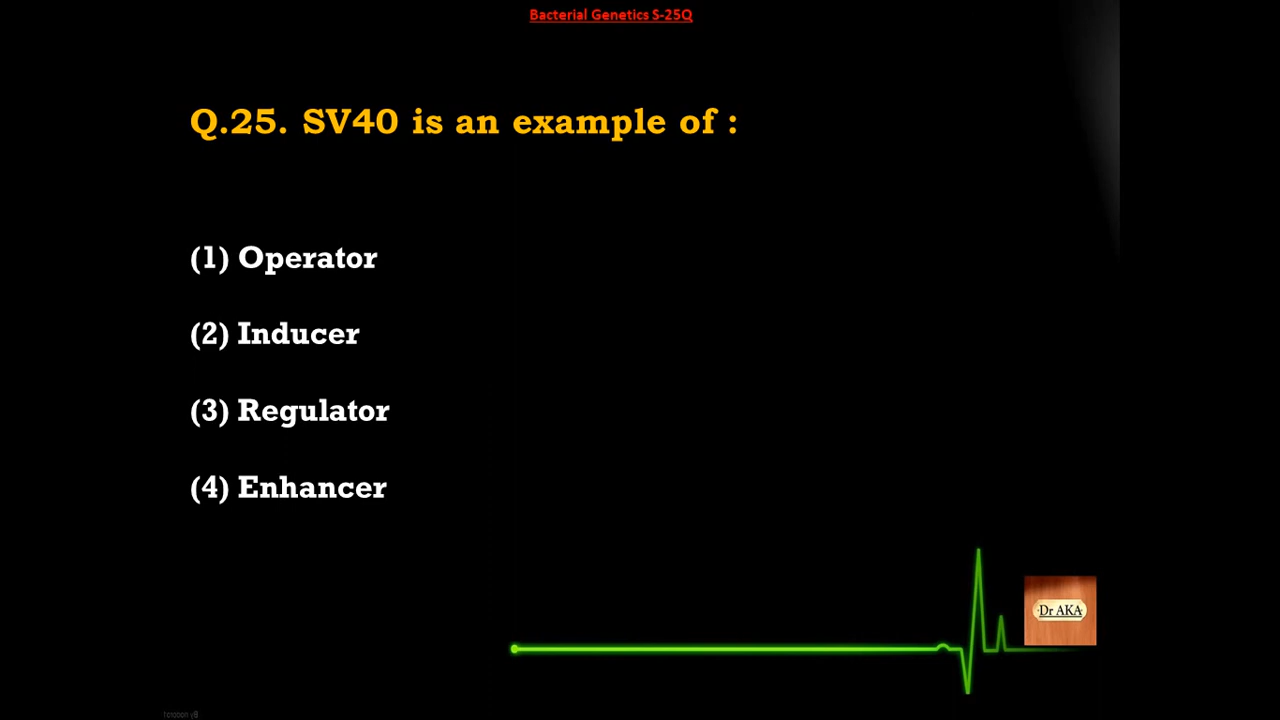 Bacterial Genetics S-25Q
Q.25. SV40 is an example of :
(1) Operator
(2) Inducer
(3) Regulator
(4) Enhancer
Dr AKA